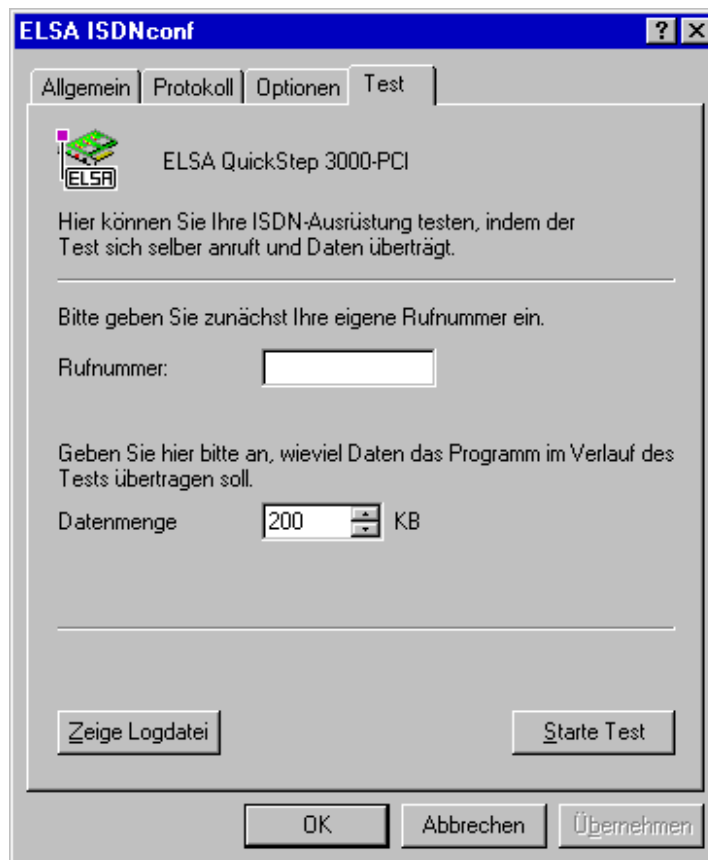 ELSA ISDNconf
Allgemein Protokoll Optionen Test
ELSA
ELSA QuickStep 3000-PCI
Hier können Sie Ihre ISDN-Ausrüstung testen, indem der
Test sich selber anruft und Daten überträgt.
Bitte geben Sie zunächst Ihre eigene Rufnummer ein.
Rufnummer:
Geben Sie hier bitte an, wieviel Daten das Programm im Verlauf des
Tests übertragen soll.
Datenmenge 200 KB
Zeige Logdatei Starte Test
OK Abbrechen Übernehmen